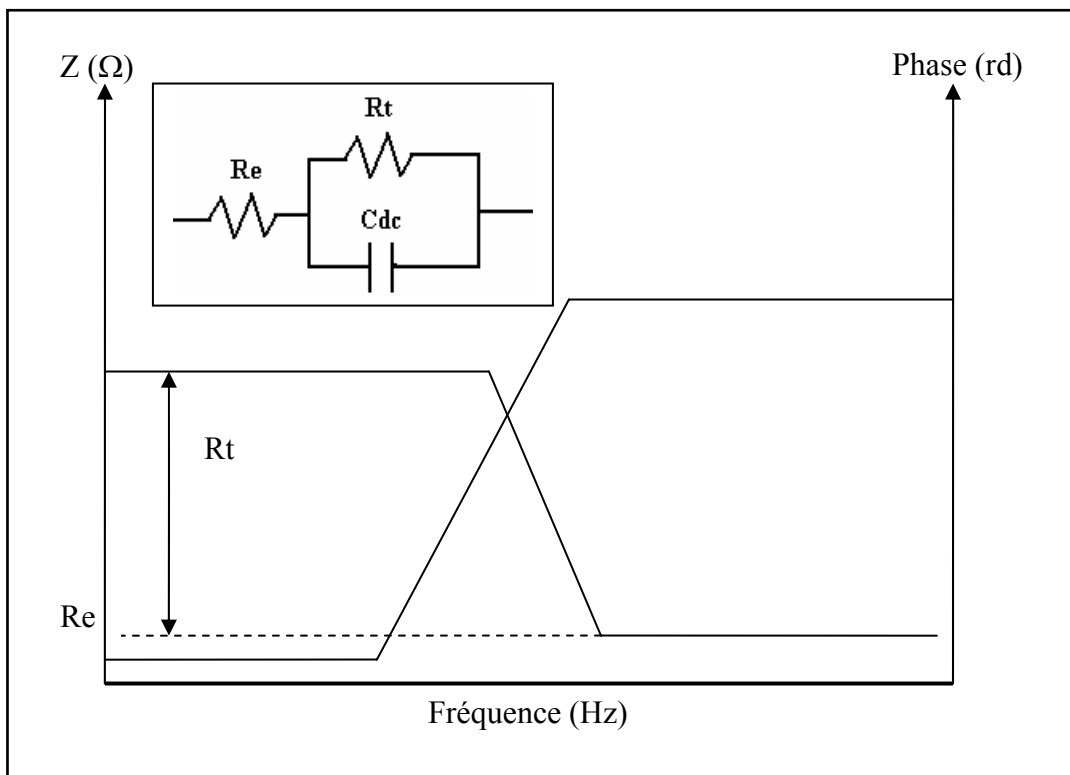 Z (Ω)
Phase (rd)
Rt
Re
Cdc
Rt
Re
Fréquence (Hz)